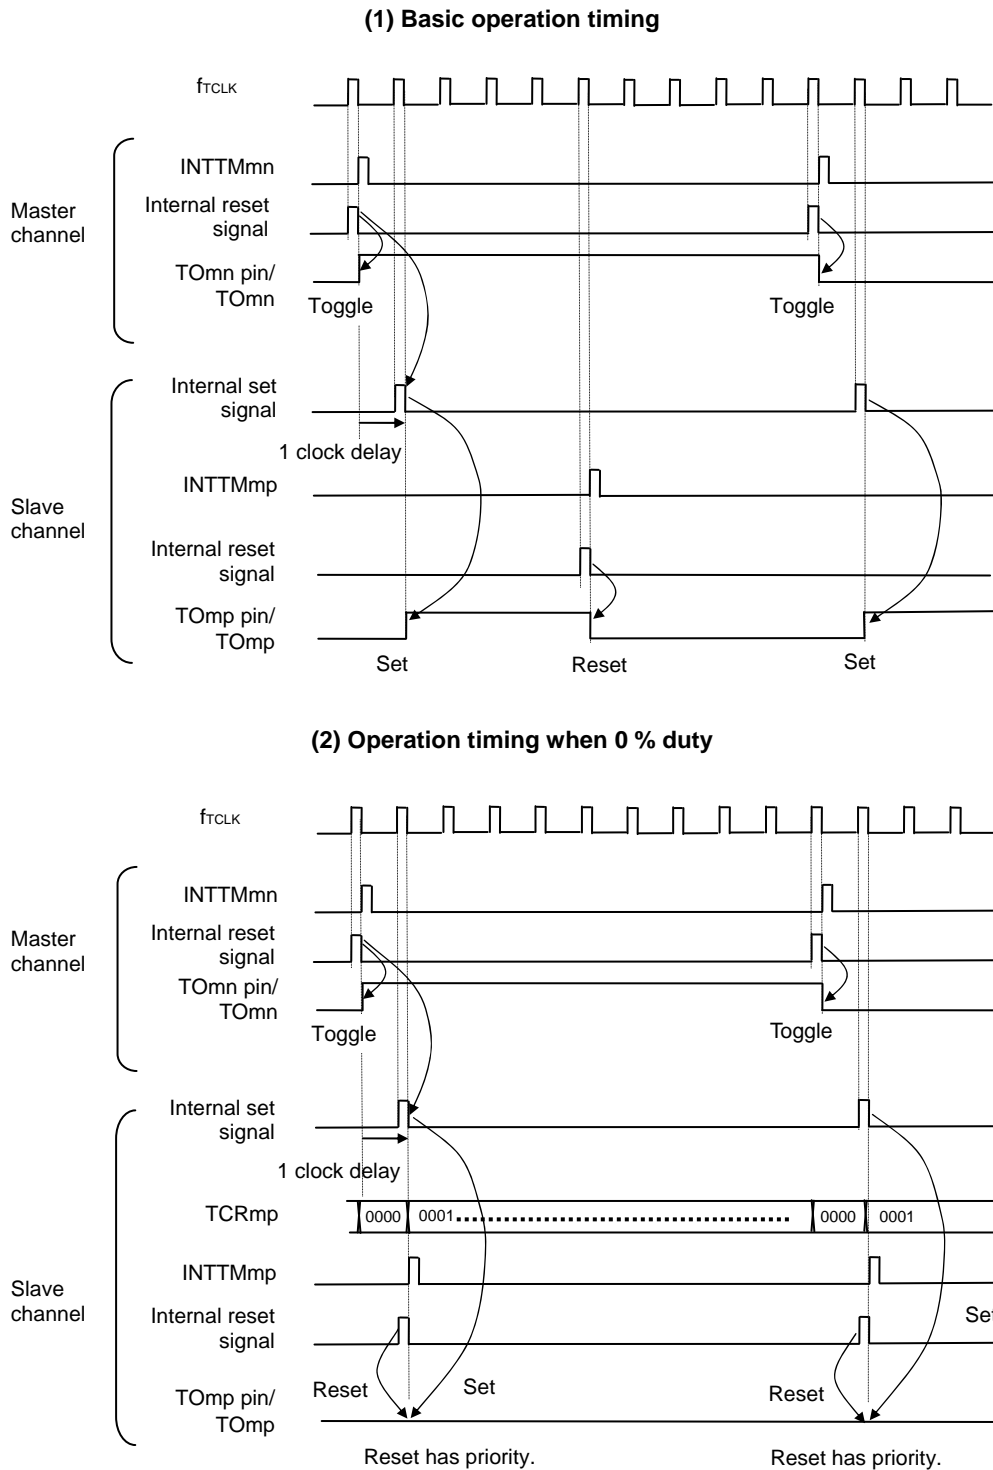 (1) Basic operation timing
fTCLK
INTTMmn
Master
channel
Internal reset
signal
TOmn pin/
TOmn
Toggle
Toggle
Internal set
signal
1 clock delay
INTTMmp
Slave
channel
Internal reset
signal
TOmp pin/
TOmp
Set
Reset
Set
(2) Operation timing when 0 % duty
fTCLK
INTTMmn
Master
channel
Internal reset
signal
TOmn pin/
TOmn
Toggle
Toggle
Internal set
signal
1 clock delay
TCRmp
0000
0001
0000
0001
INTTMmp
Slave
channel
Internal reset
signal
Set
Reset
Set
Reset
TOmp pin/
TOmp
Reset has priority.
Reset has priority.